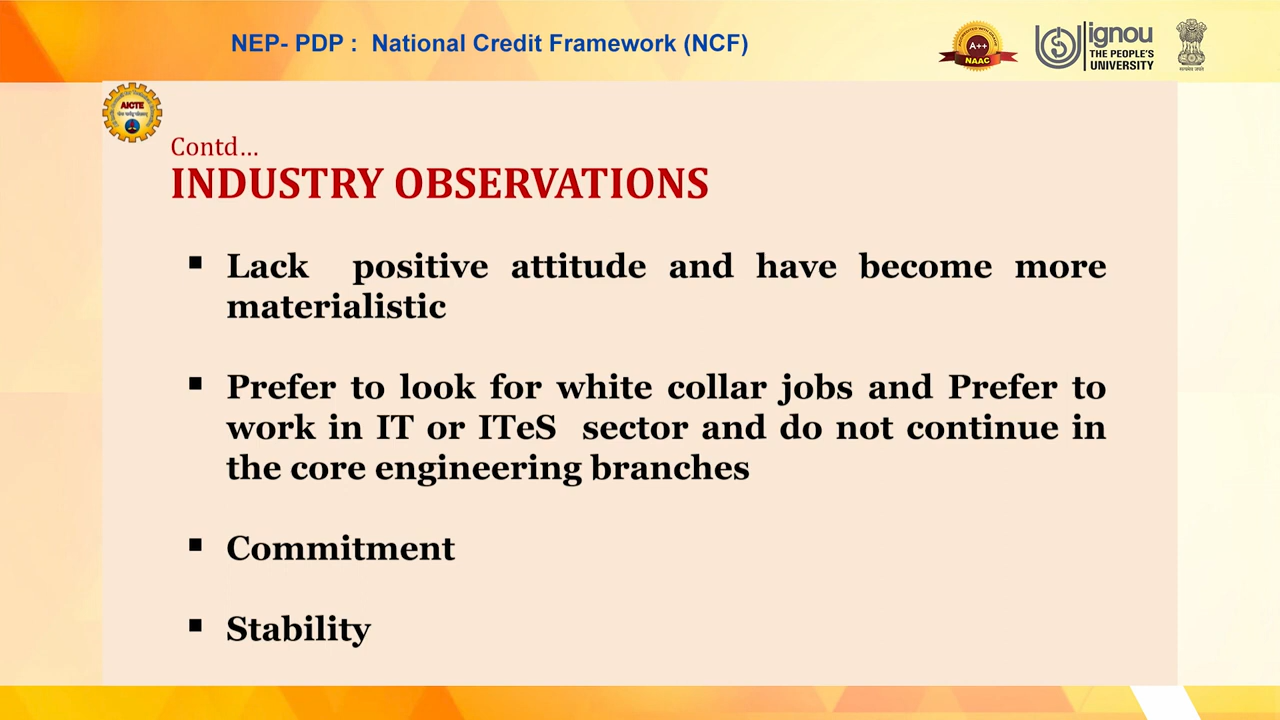 NEP- PDP : National Credit Framework (NCF)
A++
NAAC
ignou
THE PEOPLE'S
UNIVERSITY
AICTE
Contd...
INDUSTRY OBSERVATIONS
▪ Lack positive attitude and have become more
materialistic
▪ Prefer to look for white collar jobs and Prefer to
work in IT or ITeS sector and do not continue in
the core engineering branches
▪ Commitment
▪ Stability